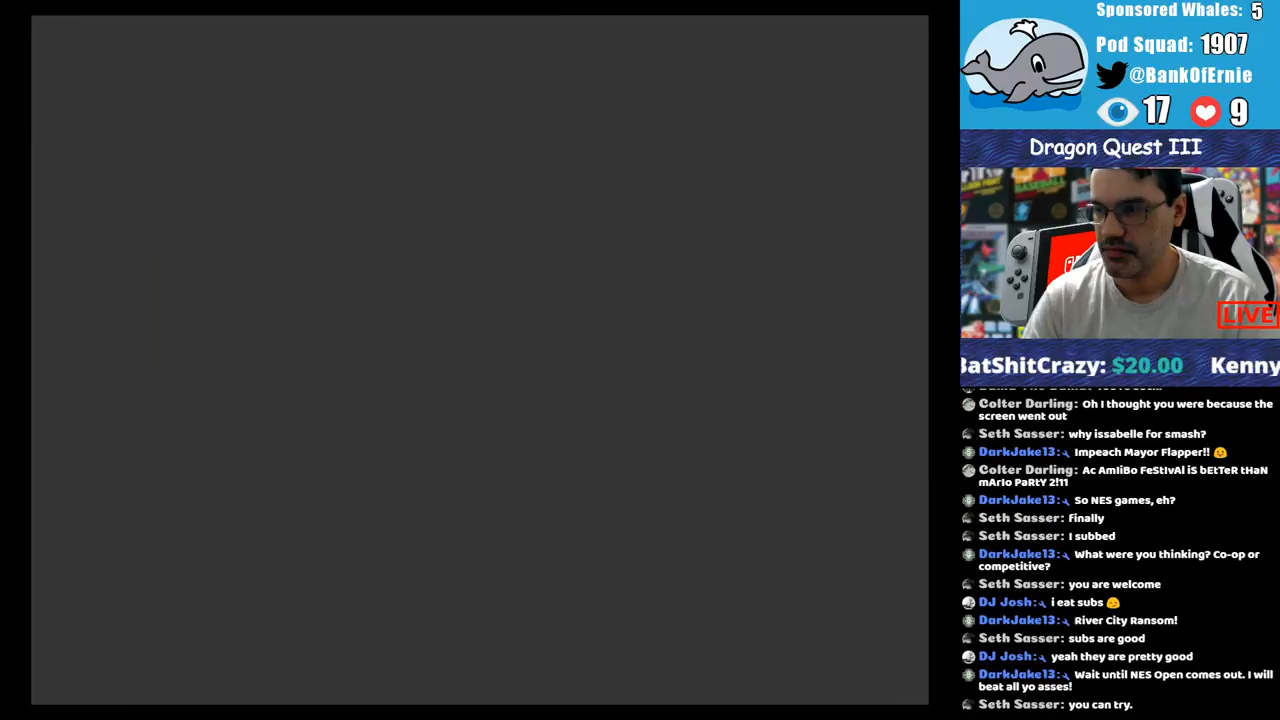 Sponsored Whales: 5
Pod Squad: 1907
@BankOfErnie
17 9
Dragon Quest III
LIVE
BatShitCrazy: $20.00 Kenny
Colter Darling: Oh I thought you were because the
screen went out
Seth Sasser: why issabelle for smash?
DarkJake13: Impeach Mayor Flapper!!
Colter Darling: Ac AmIiBo FeStIvAl iS bEtTeR tHaN
mArIo PaRtY 2!11
DarkJake13: So NES games, eh?
Seth Sasser: finally
Seth Sasser: I subbed
DarkJake13: What were you thinking? Co-op or
competitive?
Seth Sasser: you are welcome
DJ Josh: i eat subs
DarkJake13: River City Ransom!
Seth Sasser: subs are good
DJ Josh: yeah they are pretty good
DarkJake13: Wait until NES Open comes out. I will
beat all yo asses!
Seth Sasser: you can try.